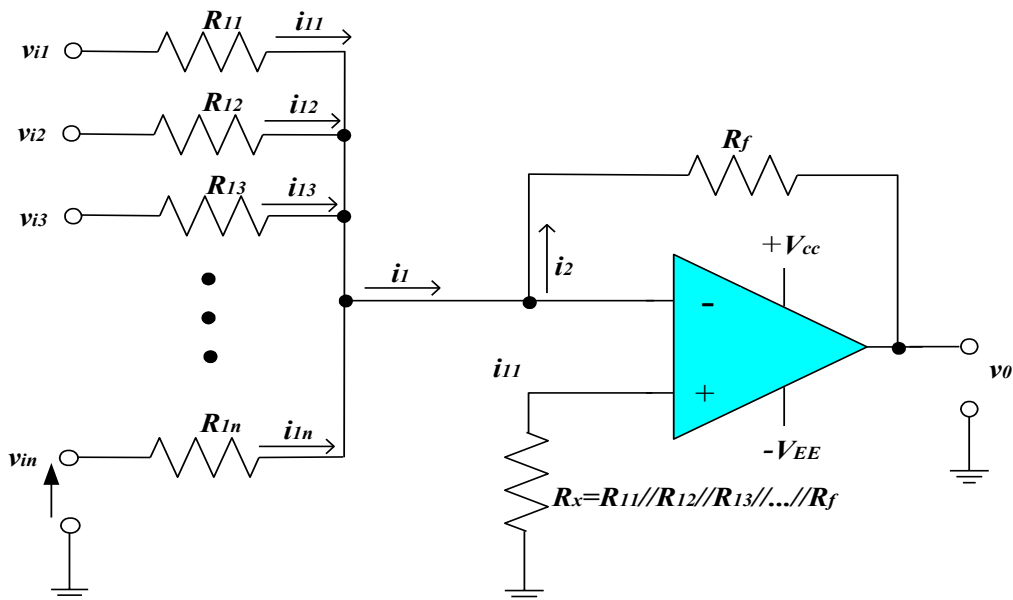 R11
i11
vi1
R12
i12
vi2
R13
i13
vi3
Rf
+Vcc
i1
i2
-
i11
+
v0
R1n
i1n
vin
-VEE
Rx=R11//R12//R13//...//Rf